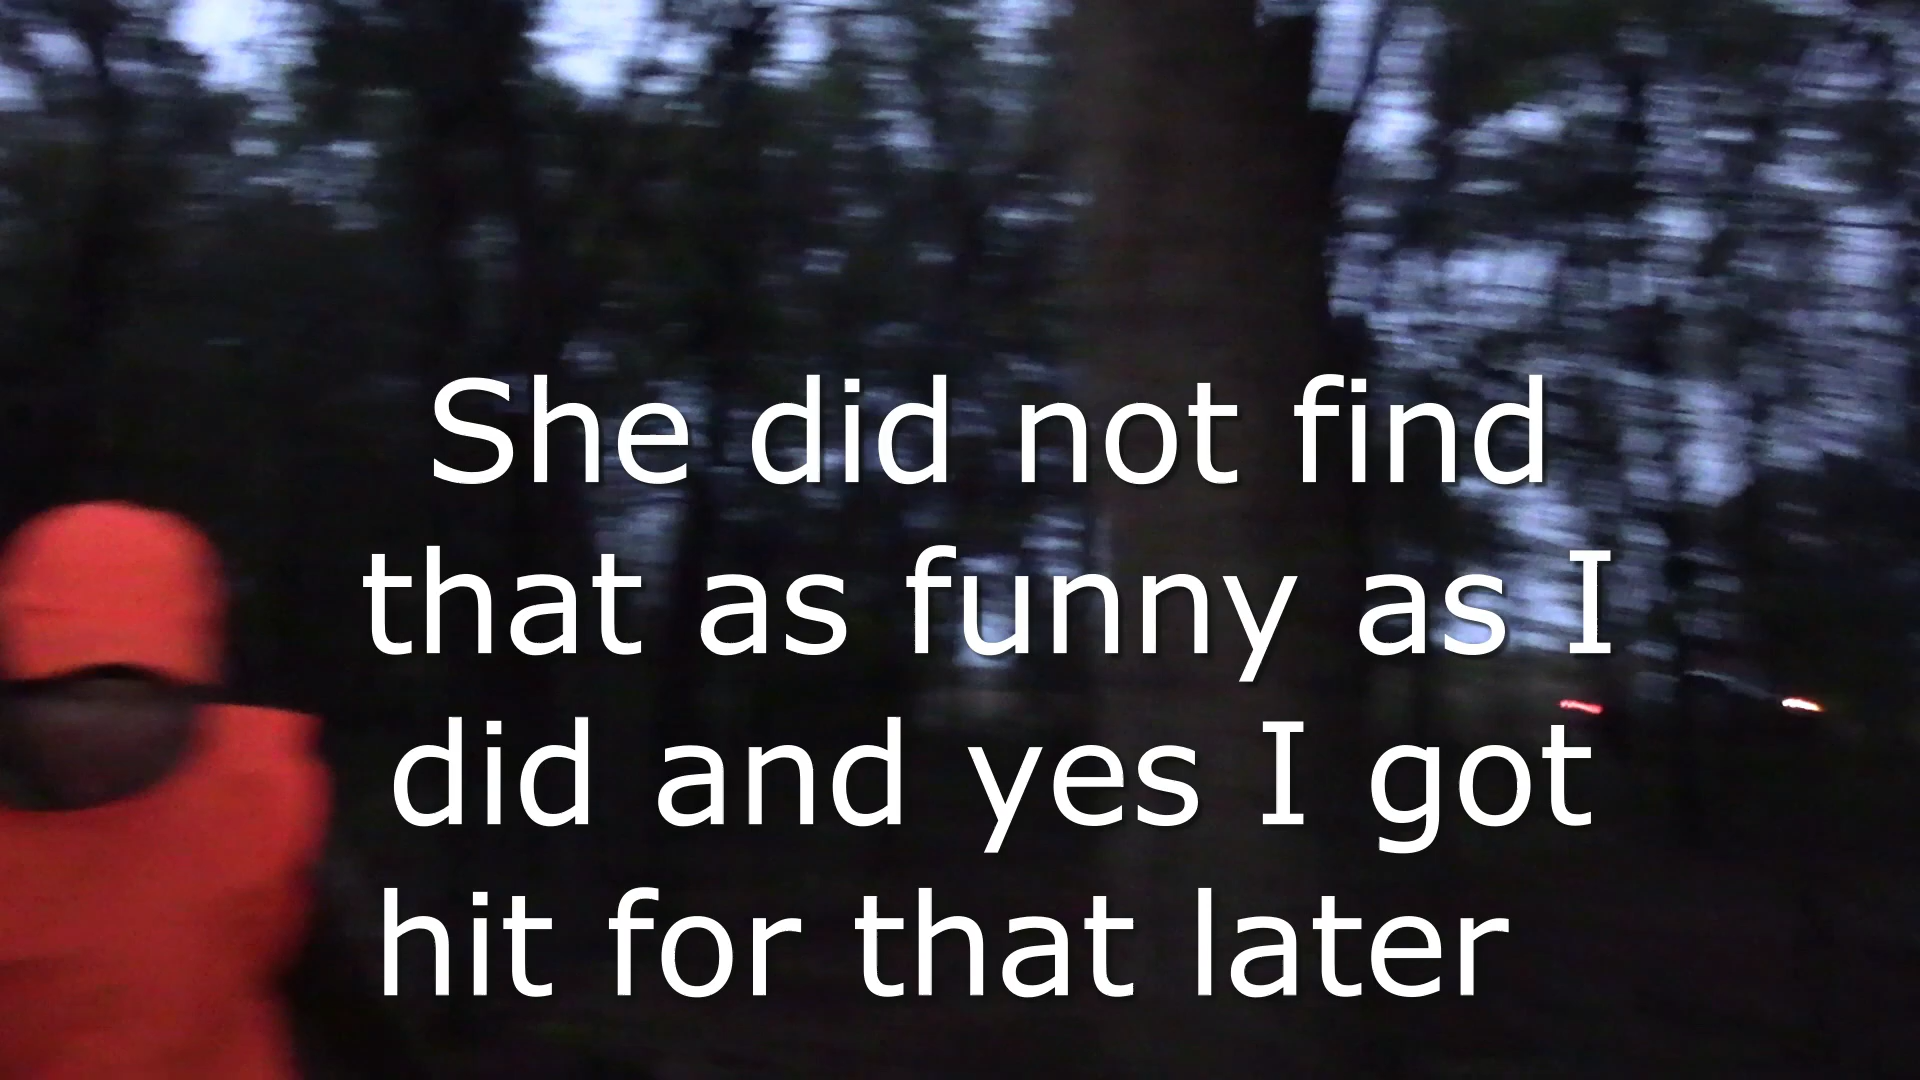 She did not find
that as funny as I
did and yes I got
hit for that later